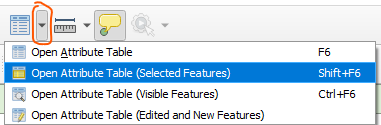 Open Attribute Table F6
Open Attribute Table (Selected Features) Shift+F6
Open Attribute Table (Visible Features) Ctrl+F6
Open Attribute Table (Edited and New Features)